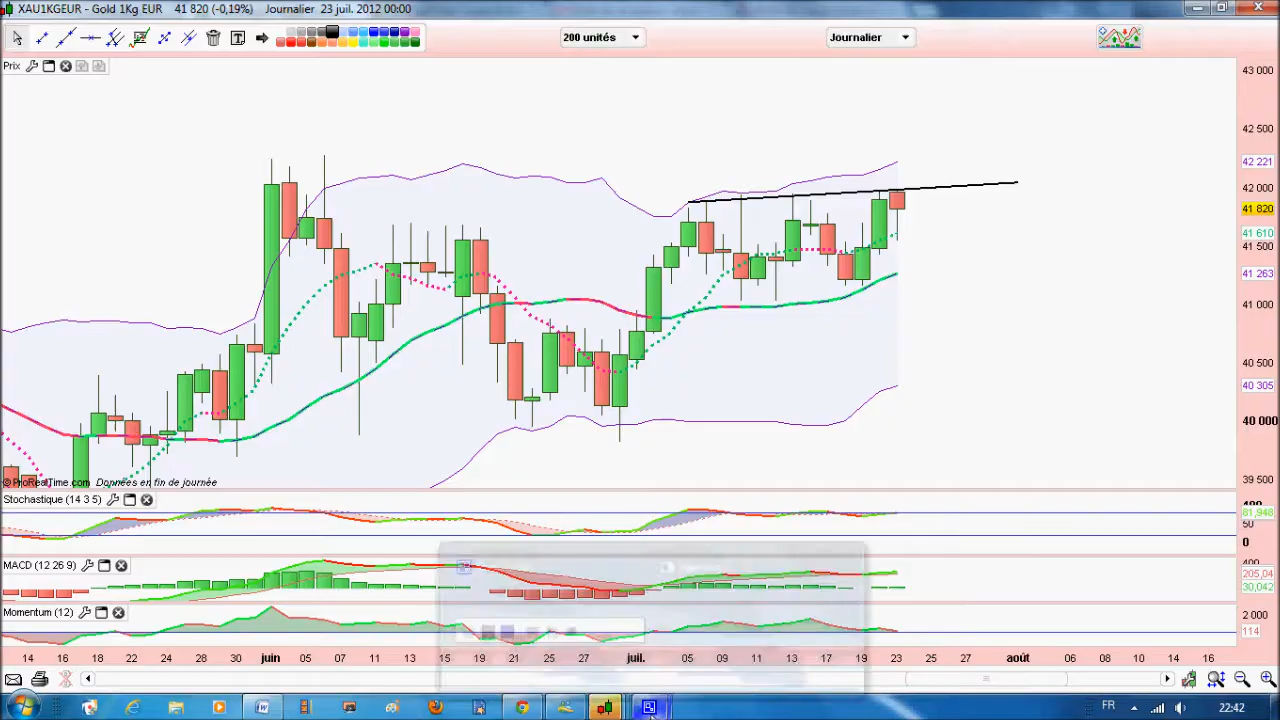 XAU1KGEUR - Gold 1Kg EUR 41 820 (-0,19%) Journalier 23 juil. 2012 00:00
200 unités Journalier
Prix
43 000
42 500
42 221
42 000
41 820
41 610
41 500
41 263
41 000
40 500
40 305
40 000
39 500
© ProRealTime.com Données en fin de journée
Stochastique (14 3 5)
81,948
50
0
MACD (12 26 9)
400
205,04
30,042
Momentum (12)
2 000
114
14 16 18 22 24 28 30 juin 05 07 11 13 15 19 21 25 27 juil. 05 09 11 13 17 19 23 25 27 août 06 08 10 14 16
FR 22:42